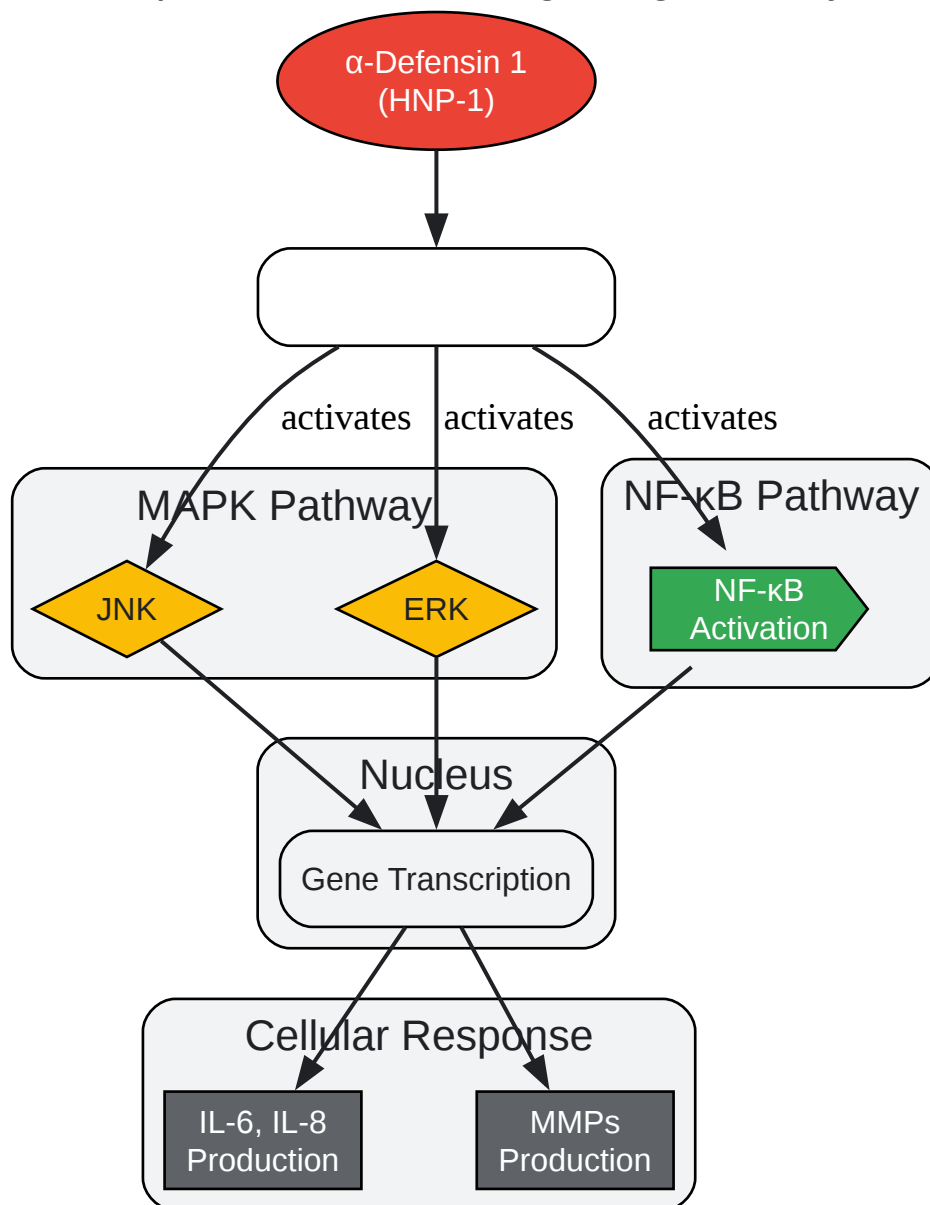 α-Defensin 1
(HNP-1)
activates
activates
activates
MAPK Pathway
NF-κB Pathway
JNK
ERK
NF-κB
Activation
Nucleus
Gene Transcription
Cellular Response
IL-6, IL-8
Production
MMPs
Production